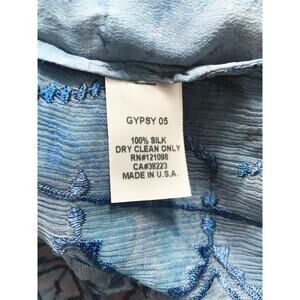 GYPSY 05
100% SILK
DRY CLEAN ONLY
RN#121098
CA#38223
MADE IN U.S.A.